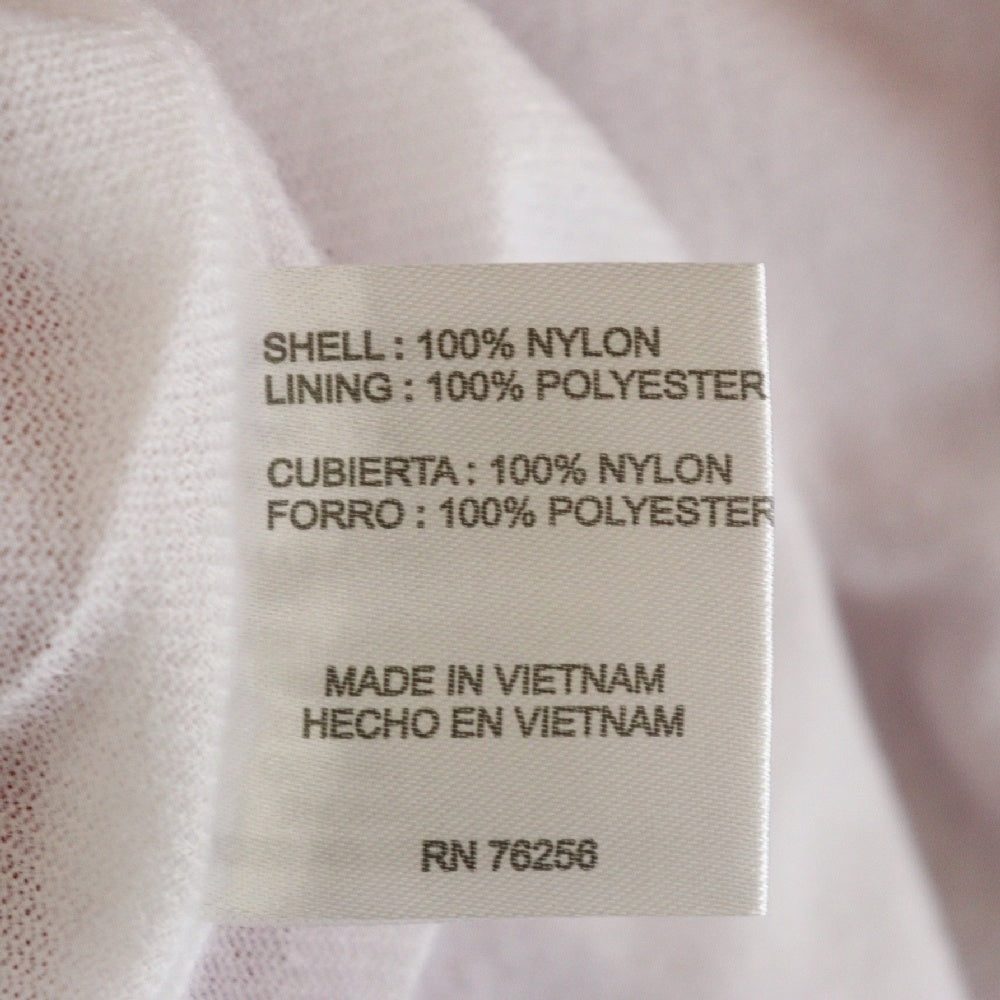 SHELL : 100% NYLON
LINING : 100% POLYESTER
CUBIERTA : 100% NYLON
FORRO : 100% POLYESTER
MADE IN VIETNAM
HECHO EN VIETNAM
RN 76256